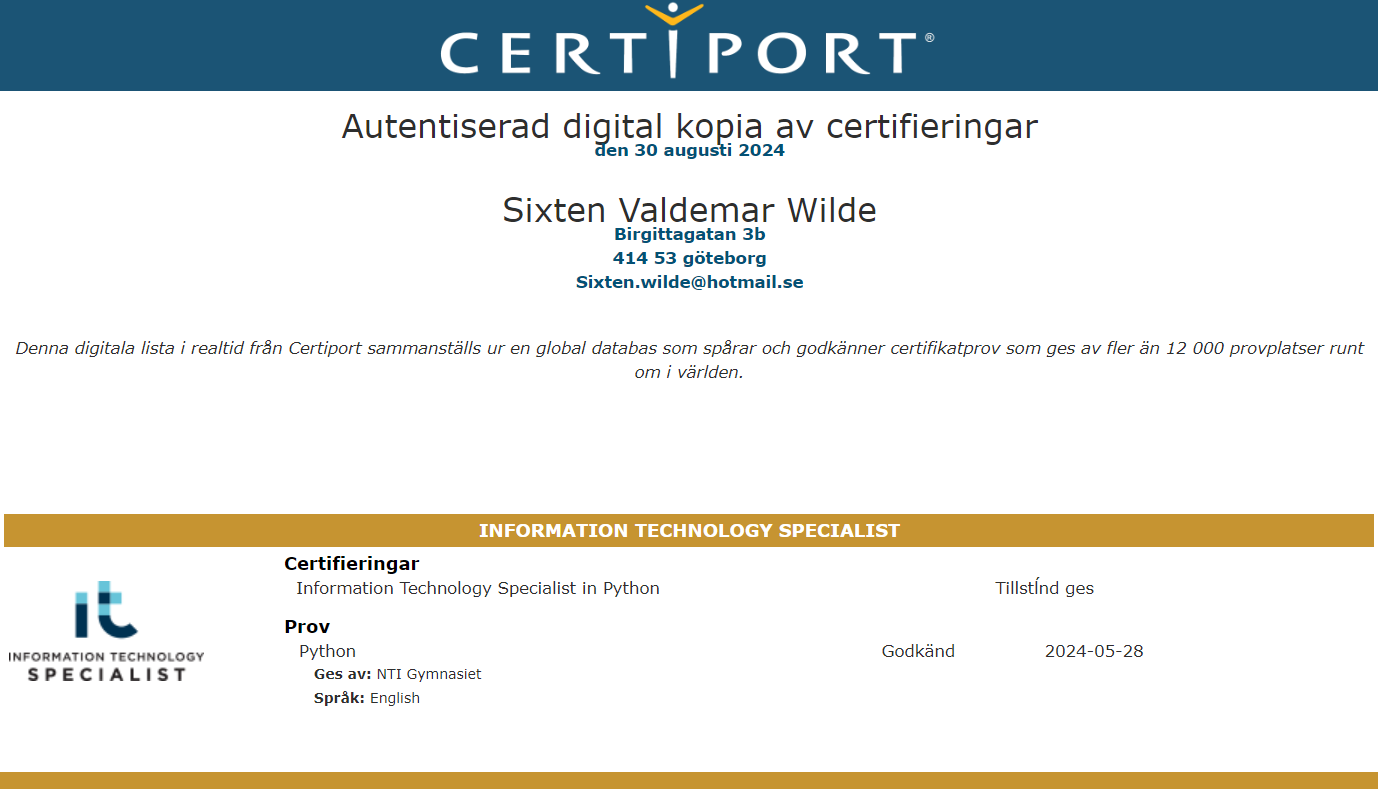 CERTIPORT®
Autentiserad digital kopia av certifieringar
den 30 augusti 2024
Sixten Valdemar Wilde
Birgittagatan 3b
414 53 göteborg
Sixten.wilde@hotmail.se
Denna digitala lista i realtid från Certiport sammanställs ur en global databas som spårar och godkänner certifikatprov som ges av fler än 12 000 provplatser runt
om i världen.
INFORMATION TECHNOLOGY SPECIALIST
Certifieringar
Information Technology Specialist in Python TillstÍnd ges
it
INFORMATION TECHNOLOGY
SPECIALIST
Prov
Python Godkänd 2024-05-28
Ges av: NTI Gymnasiet
Språk: English